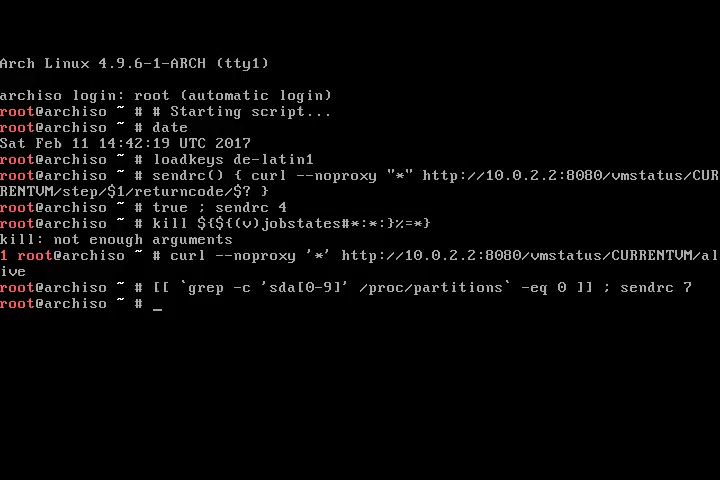 Arch Linux 4.9.6-1-ARCH (tty1)
archiso login: root (automatic login)
root@archiso ~ # # Starting script...
root@archiso ~ # date
Sat Feb 11 14:42:19 UTC 2017
root@archiso ~ # loadkeys de-latin1
root@archiso ~ # sendrc() { curl --noproxy "*" http://10.0.2.2:8080/vmstatus/CUR
RENTVM/step/$1/returncode/$? }
root@archiso ~ # true ; sendrc 4
root@archiso ~ # kill ${${(v)jobstates#*:*:}%=*}
kill: not enough arguments
1 root@archiso ~ # curl --noproxy '*' http://10.0.2.2:8080/vmstatus/CURRENTVM/al
ive
root@archiso ~ # [[ `grep -c 'sda[0-9]' /proc/partitions` -eq 0 ]] ; sendrc 7
root@archiso ~ # _